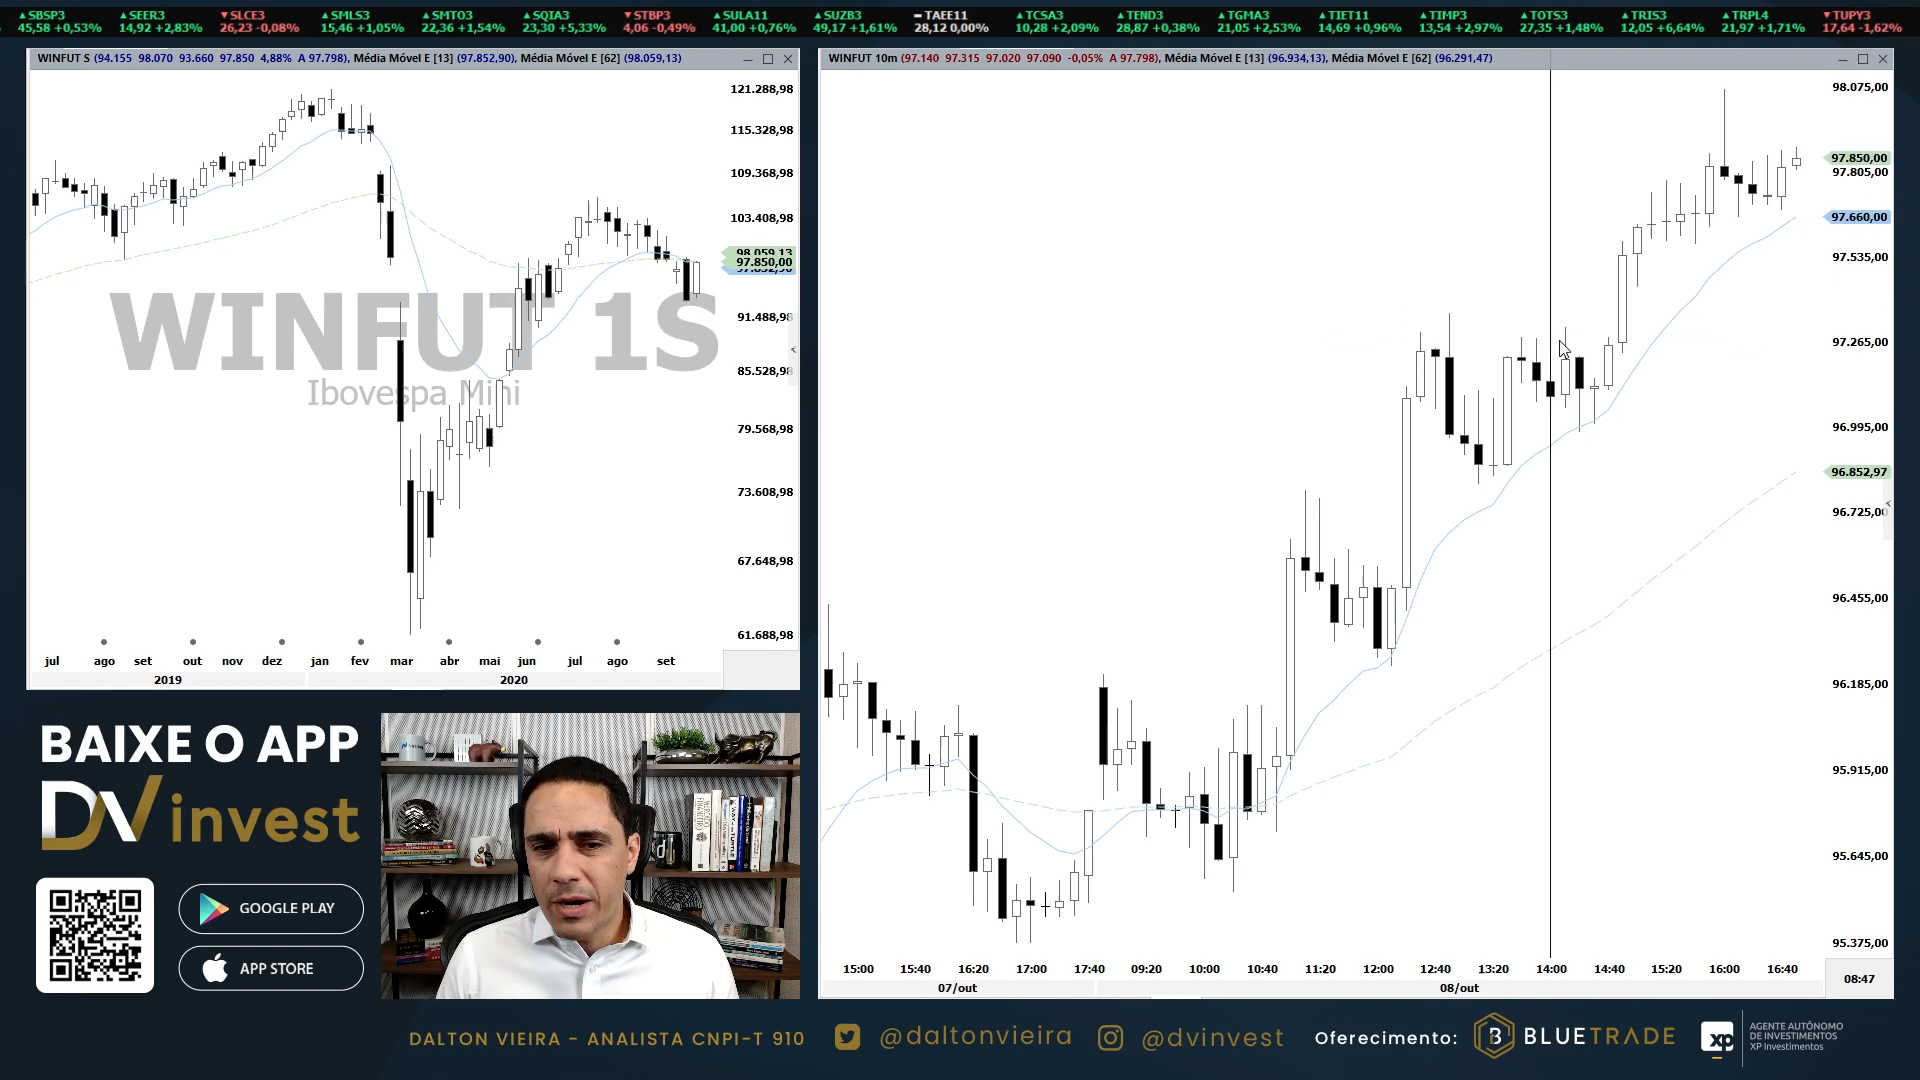 ▲SBSP3 ▲SEER3 ▼SLCE3 ▲SMLS3 ▲SMTO3 ▲SQIA3 ▼STBP3 ▲SULA11 ▲SUZB3 ━TAEE11 ▲TCSA3 ▲TEND3 ▲TGMA3 ▲TIET11 ▲TIMP3 ▲TOTS3 ▲TRIS3 ▲TRPL4 ▼TUPY3
45,58 +0,53% 14,92 +2,83% 26,23 -0,08% 15,46 +1,05% 22,36 +1,54% 23,30 +5,33% 4,06 -0,49% 41,00 +0,76% 49,17 +1,61% 28,12 0,00% 10,28 +2,09% 28,87 +0,38% 21,05 +2,53% 14,69 +0,96% 13,54 +2,97% 27,35 +1,48% 12,05 +6,64% 21,97 +1,71% 17,64 -1,62%
WINFUT S (94.155 98.070 93.660 97.850 4,88% A 97.798), Média Móvel E [13] (97.852,90), Média Móvel E [62] (98.059,13)
121.288,98
115.328,98
109.368,98
103.408,98
98.059,13
97.850,00
97.852,90
91.488,98
85.528,98
79.568,98
73.608,98
67.648,98
61.688,98
WINFUT 1S
Ibovespa Mini
jul ago set out nov dez jan fev mar abr mai jun jul ago set
2019 2020
WINFUT 10m (97.140 97.315 97.020 97.090 -0,05% A 97.798), Média Móvel E [13] (96.934,13), Média Móvel E [62] (96.291,47)
98.075,00
97.850,00
97.805,00
97.660,00
97.535,00
97.265,00
96.995,00
96.852,97
96.725,00
96.455,00
96.185,00
95.915,00
95.645,00
95.375,00
15:00 15:40 16:20 17:00 17:40 09:20 10:00 10:40 11:20 12:00 12:40 13:20 14:00 14:40 15:20 16:00 16:40
07/out 08/out
08:47
BAIXE O APP
DV invest
GOOGLE PLAY
APP STORE
DALTON VIEIRA - ANALISTA CNPI-T 910
@daltonvieira
@dvinvest
Oferecimento:
BLUETRADE
xp
AGENTE AUTÔNOMO
DE INVESTIMENTOS
XP Investimentos